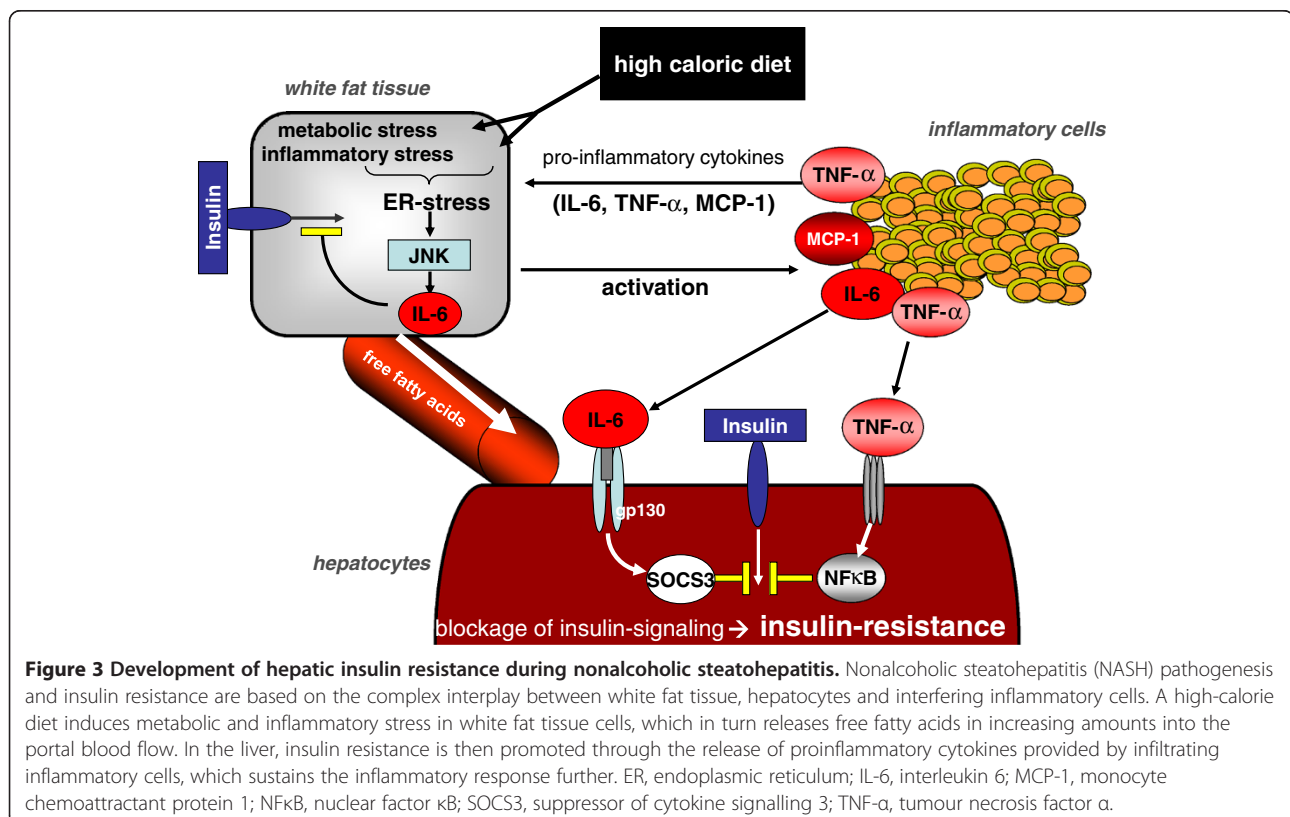 high caloric diet
white fat tissue
metabolic stress
inflammatory stress
ER-stress
JNK
IL-6
Insulin
pro-inflammatory cytokines
(IL-6, TNF-α, MCP-1)
activation
inflammatory cells
TNF-α
MCP-1
IL-6
TNF-α
free fatty acids
IL-6
Insulin
TNF-α
gp130
hepatocytes
SOCS3
NFκB
blockage of insulin-signaling → insulin-resistance
Figure 3 Development of hepatic insulin resistance during nonalcoholic steatohepatitis. Nonalcoholic steatohepatitis (NASH) pathogenesis
and insulin resistance are based on the complex interplay between white fat tissue, hepatocytes and interfering inflammatory cells. A high-calorie
diet induces metabolic and inflammatory stress in white fat tissue cells, which in turn releases free fatty acids in increasing amounts into the
portal blood flow. In the liver, insulin resistance is then promoted through the release of proinflammatory cytokines provided by infiltrating
inflammatory cells, which sustains the inflammatory response further. ER, endoplasmic reticulum; IL-6, interleukin 6; MCP-1, monocyte
chemoattractant protein 1; NFκB, nuclear factor κB; SOCS3, suppressor of cytokine signalling 3; TNF-α, tumour necrosis factor α.